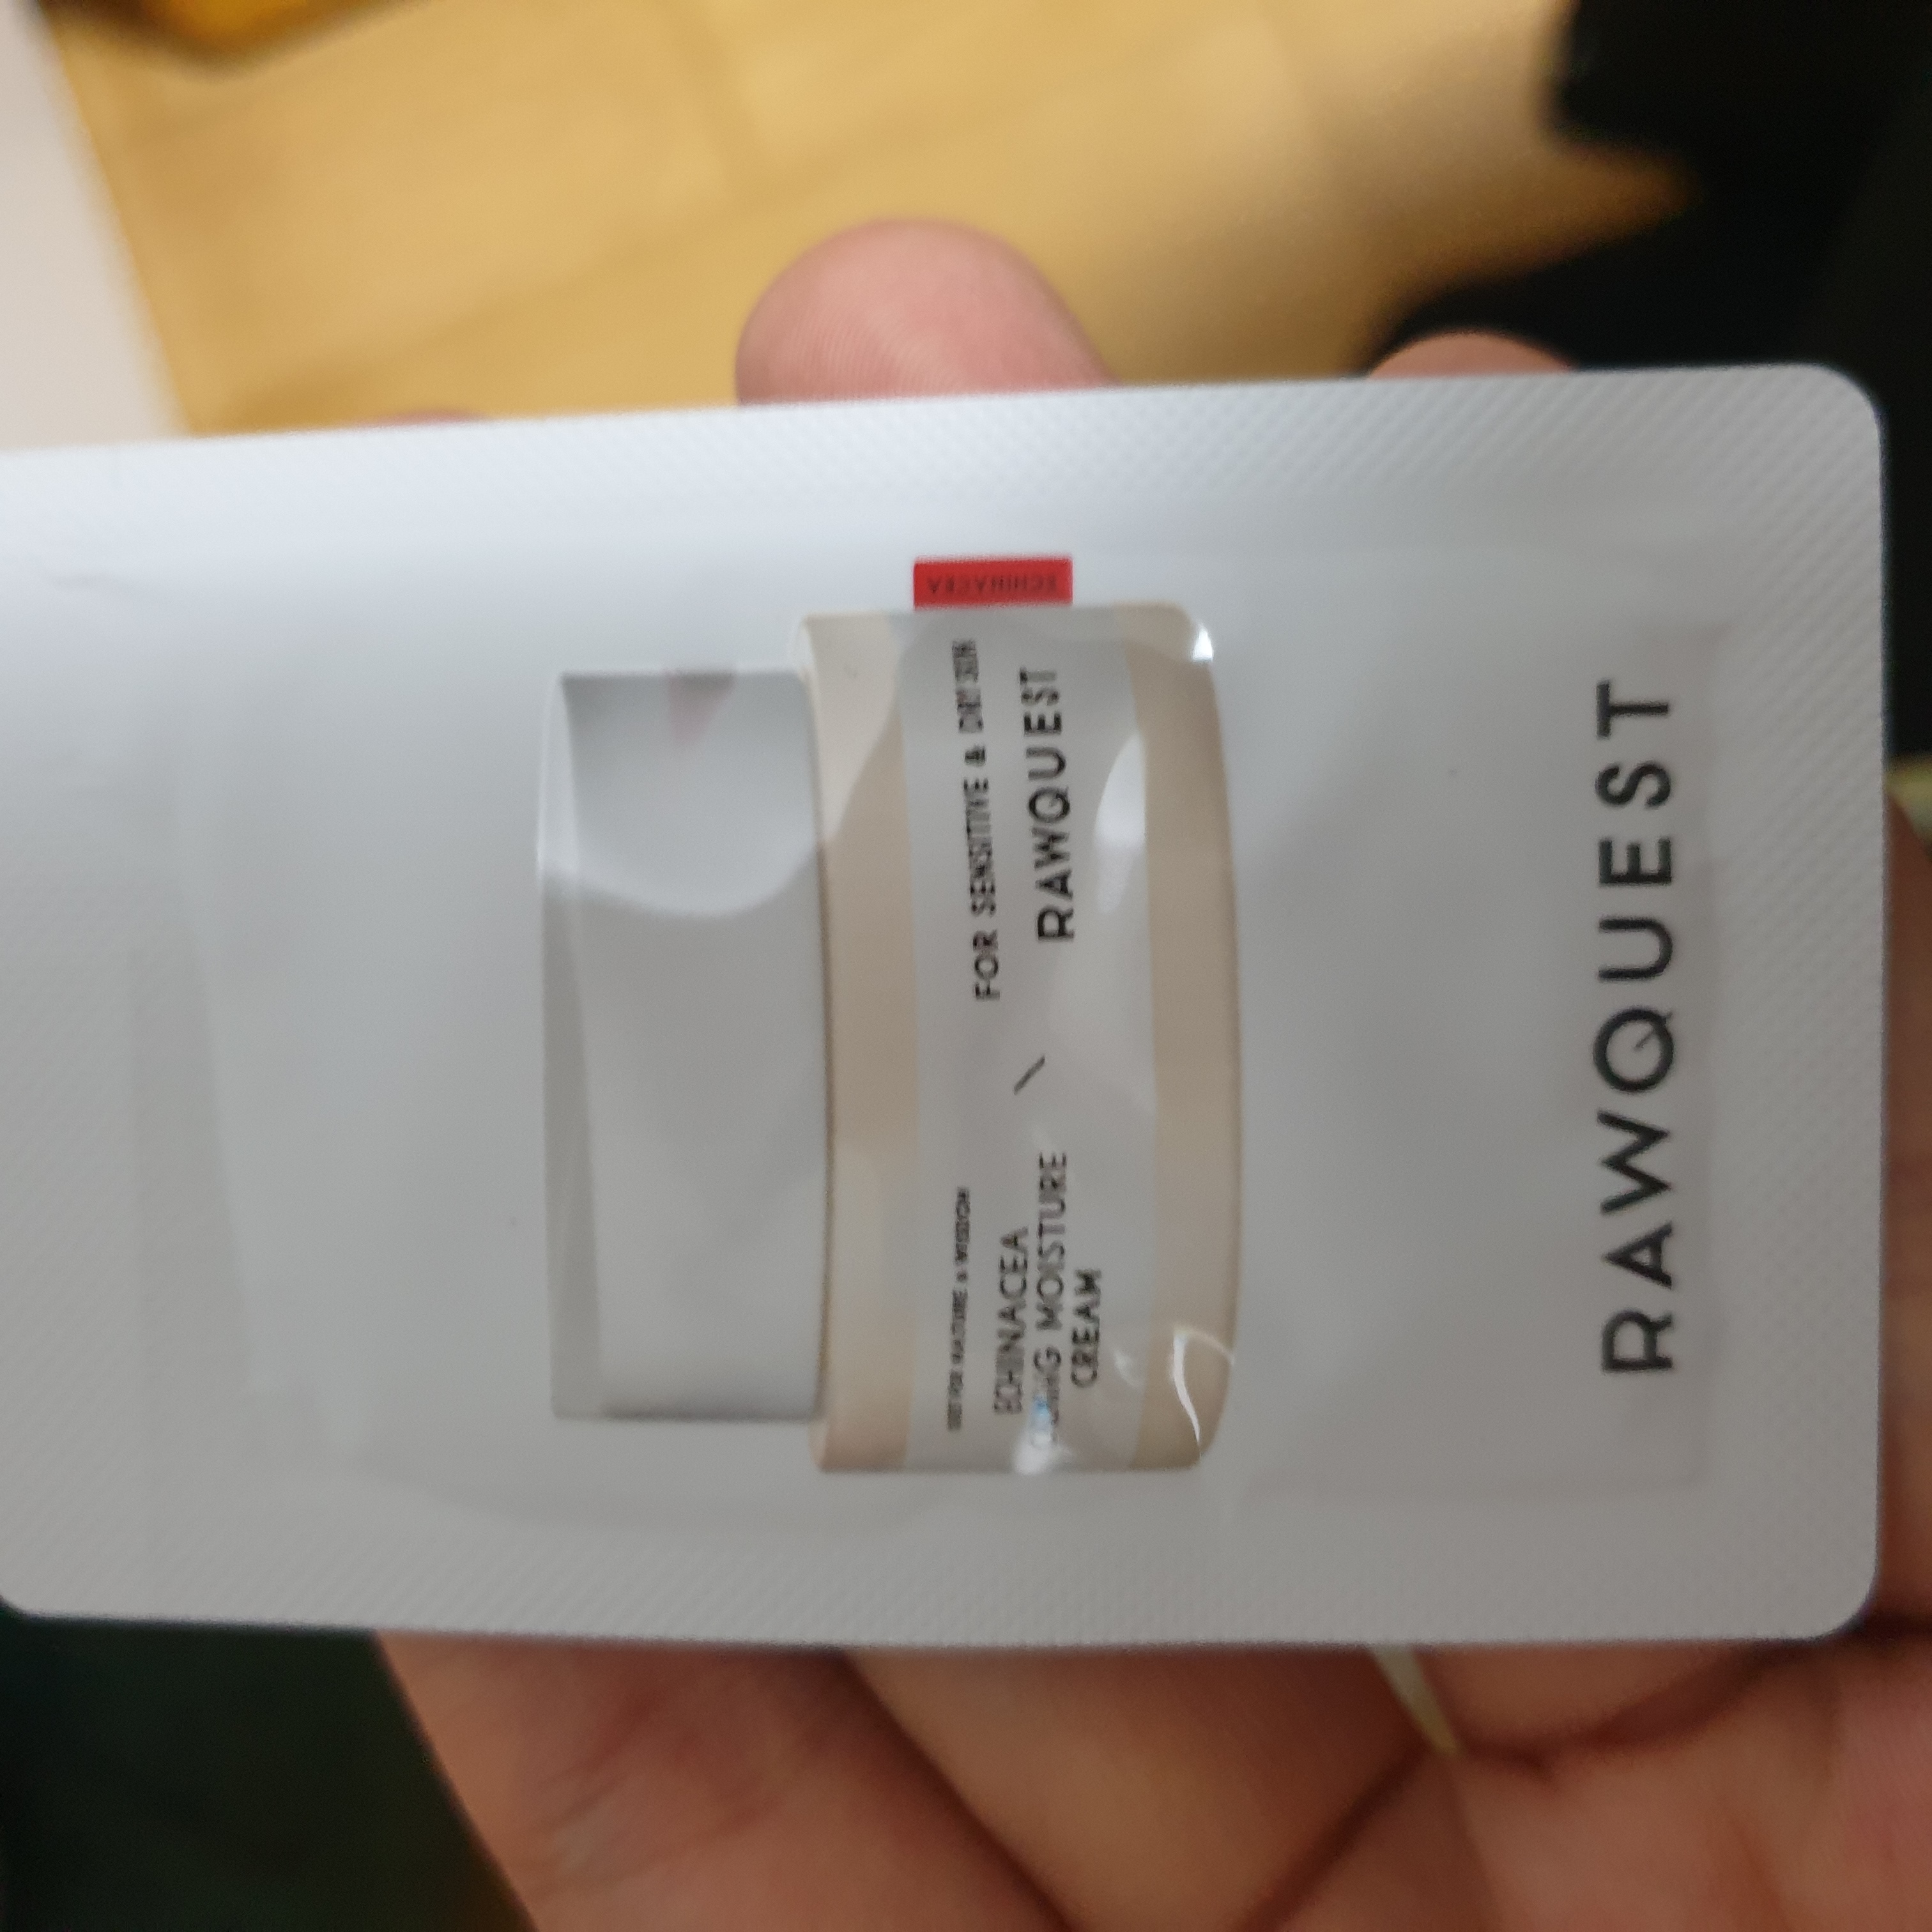 ECHINACEA
FOR SENSITIVE & DRY SKIN
RAWQUEST
ECHINACEA
MOISTURE
CREAM
RAWQUEST